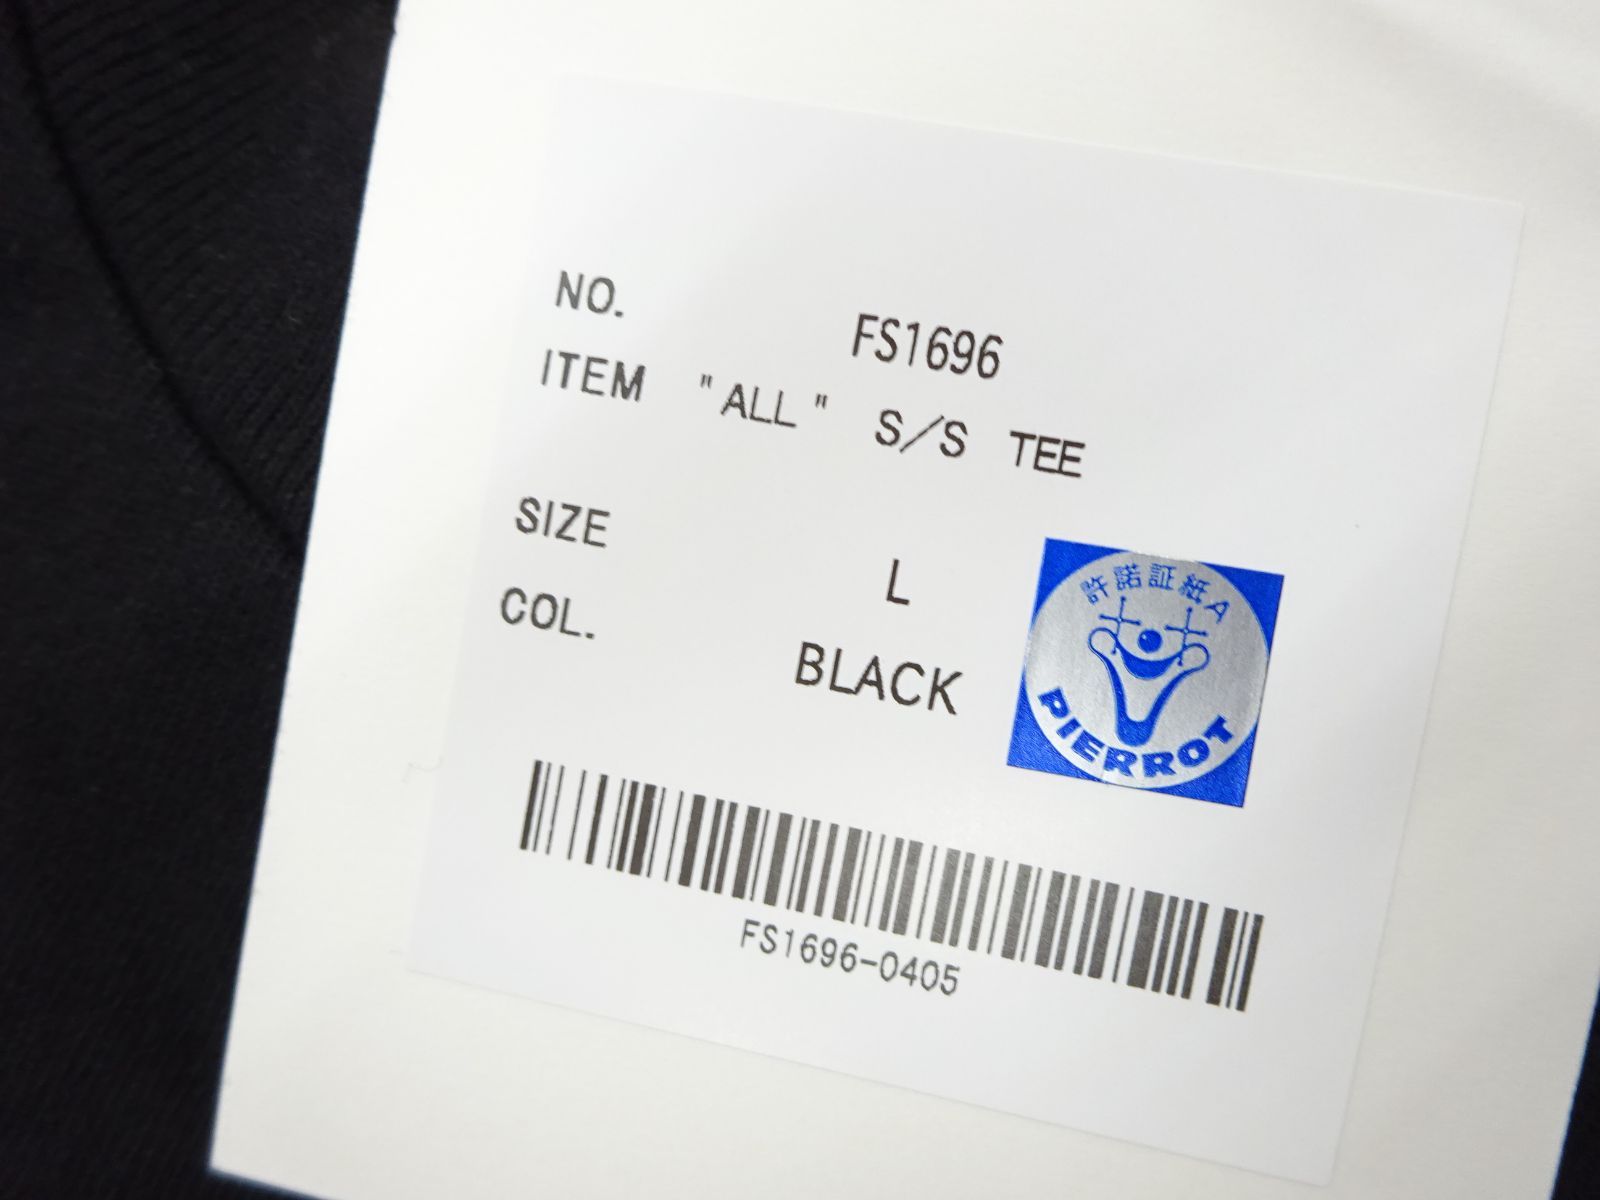 NO. FS1696
ITEM "ALL" S/S TEE
SIZE L
COL. BLACK
許諾証紙A
PIERROT
FS1696-0405